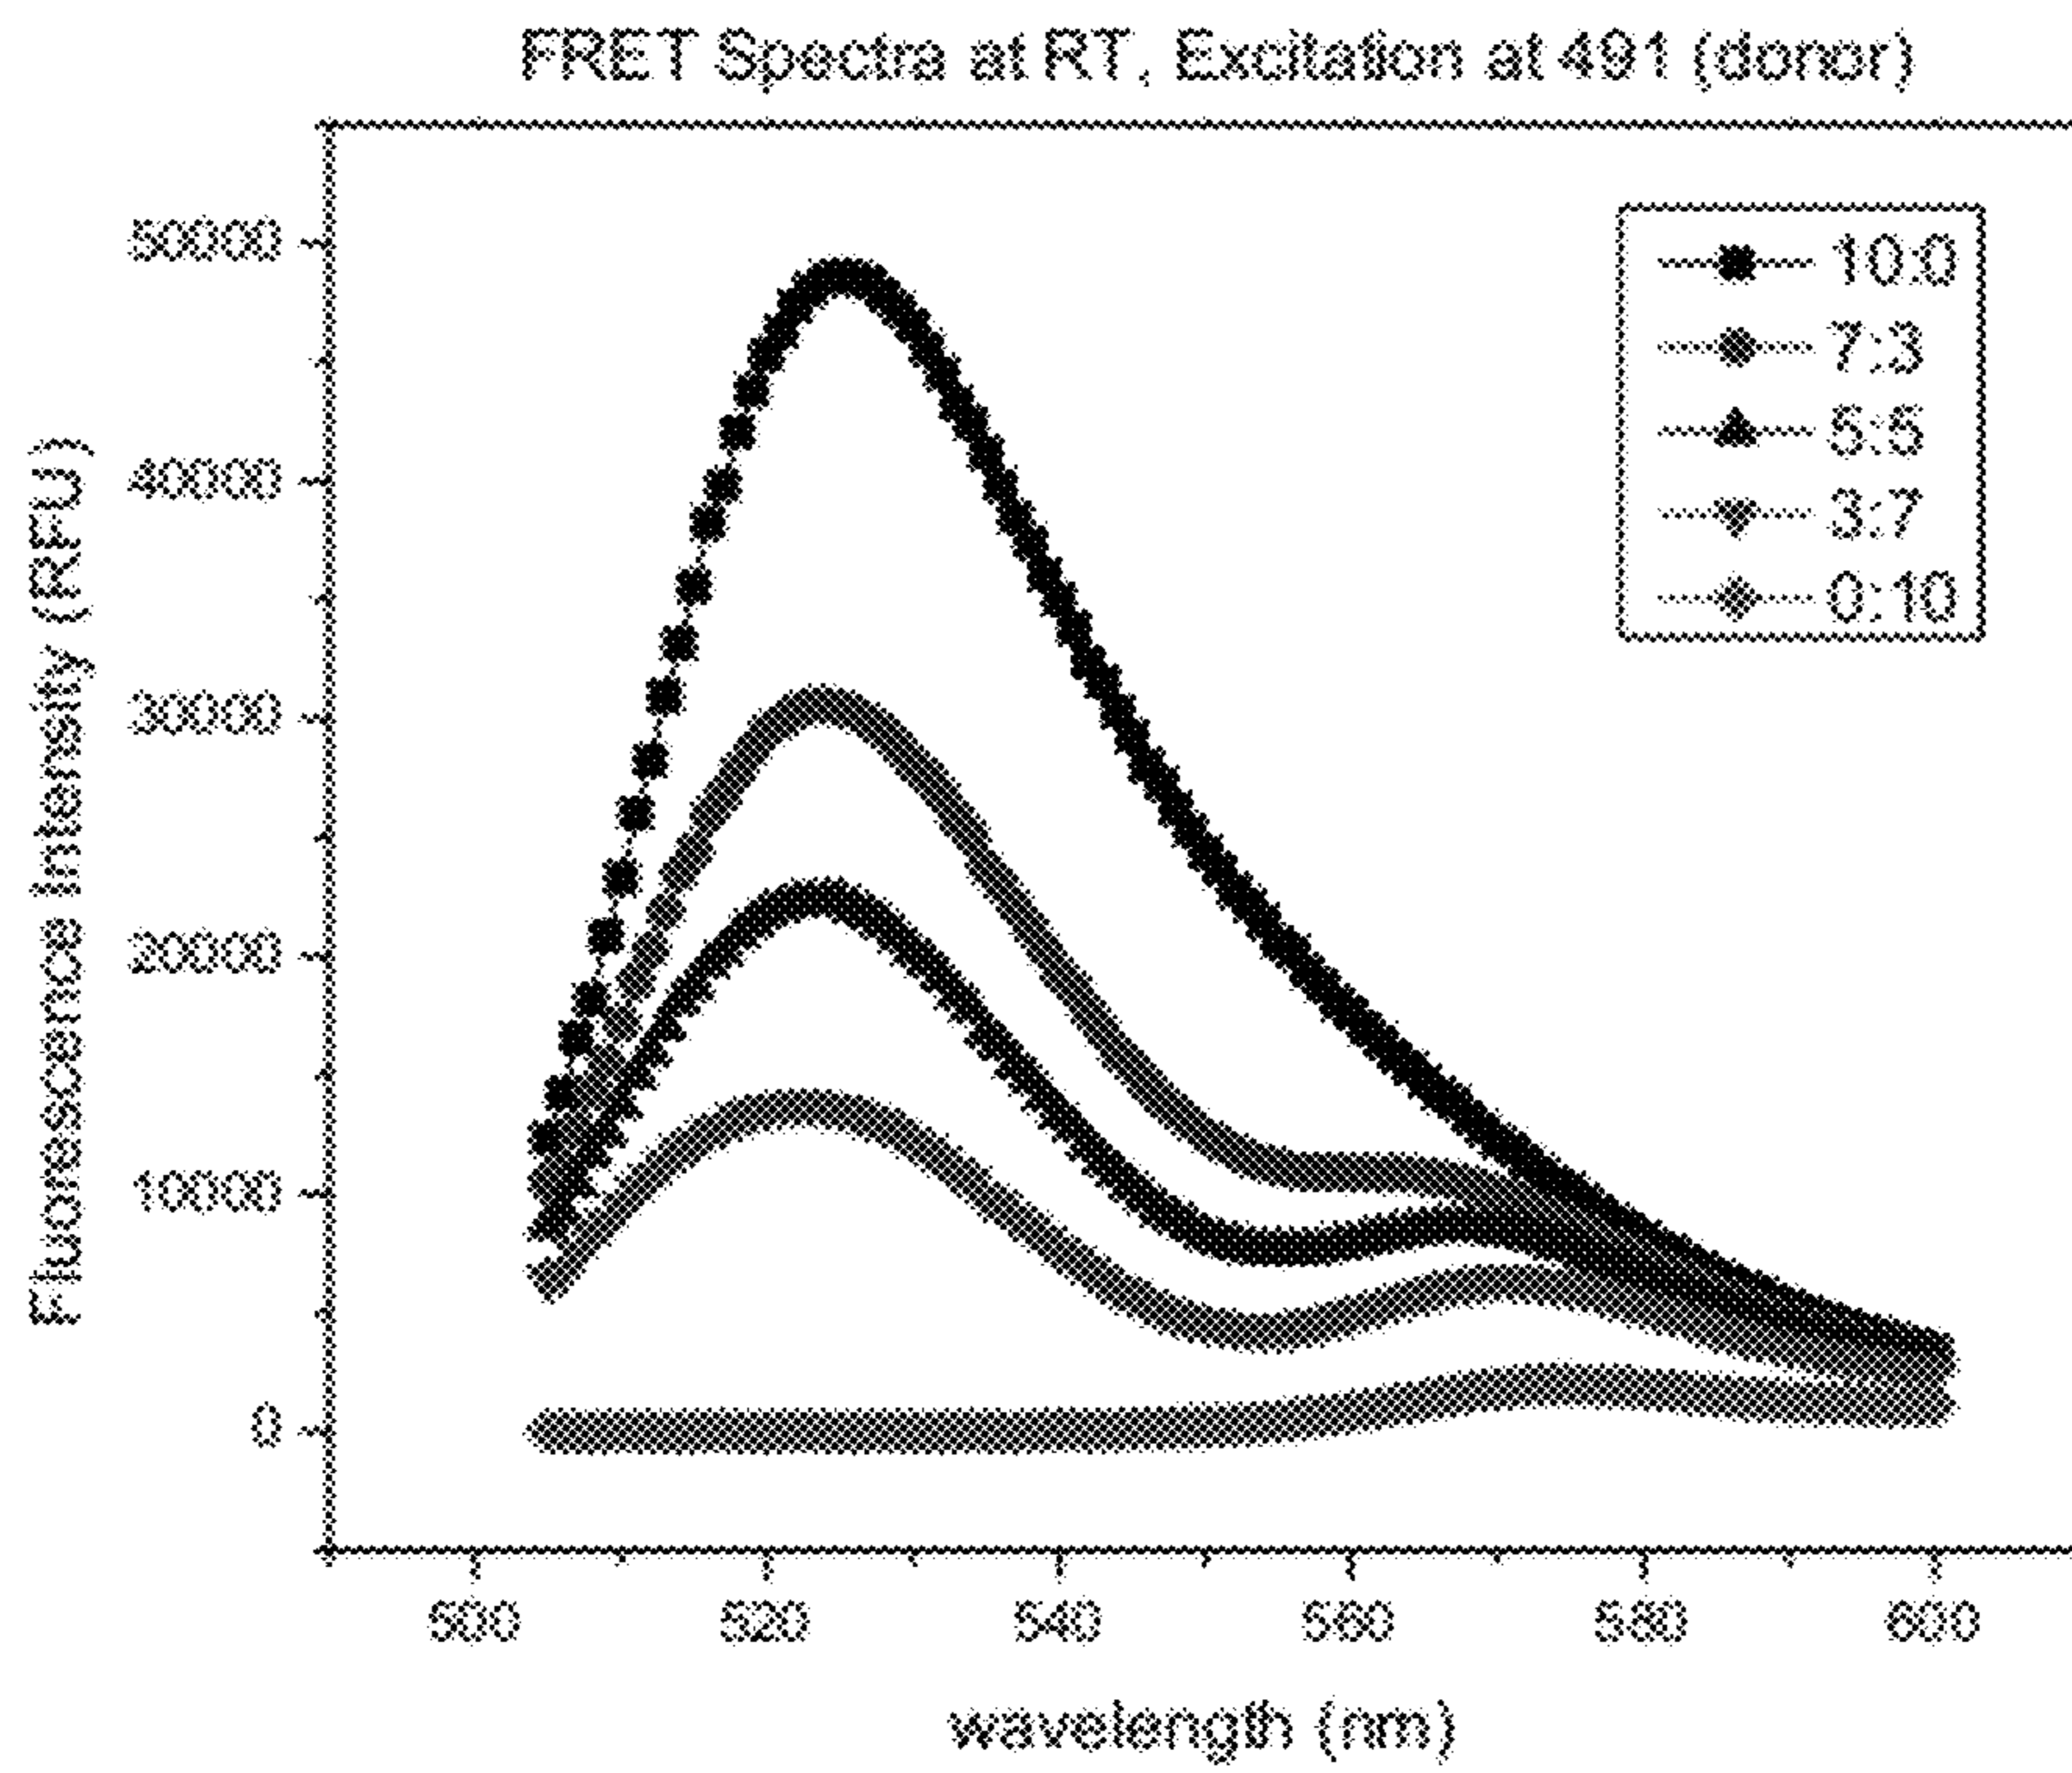 FRET Spectra at RT, Excitation at 491 (donor)
Fluorescence Intensity (RFU)
50000
40000
30000
20000
10000
0
10:0
7:3
5:5
3:7
0:10
500 520 540 560 580 600
wavelength (nm)